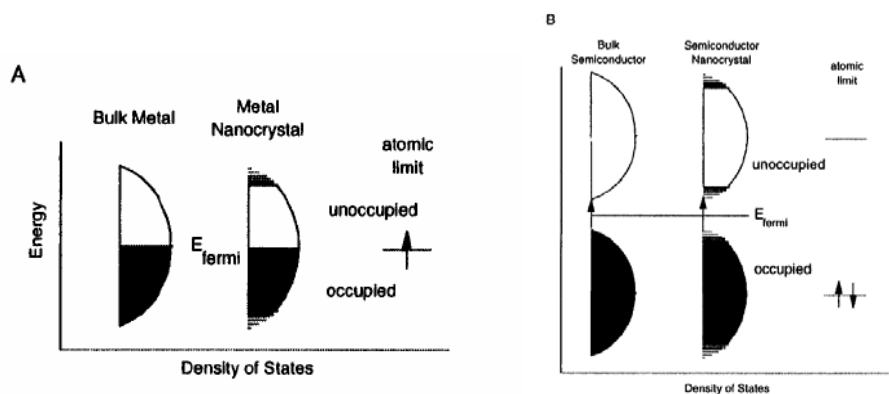 A
Bulk Metal
Metal
Nanocrystal
atomic
limit
unoccupied
E fermi
occupied
Energy
Density of States
B
Bulk
Semiconductor
Semiconductor
Nanocrystal
atomic
limit
unoccupied
E fermi
occupied
Density of States